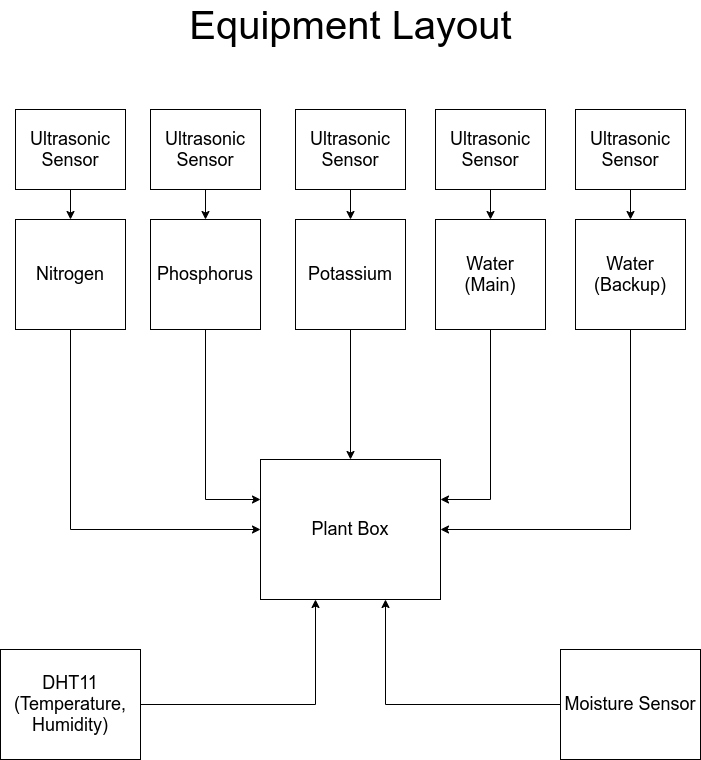 Equipment Layout
Ultrasonic
Sensor
Ultrasonic
Sensor
Ultrasonic
Sensor
Ultrasonic
Sensor
Ultrasonic
Sensor
Nitrogen
Phosphorus
Potassium
Water
(Main)
Water
(Backup)
Plant Box
DHT11
(Temperature,
Humidity)
Moisture Sensor